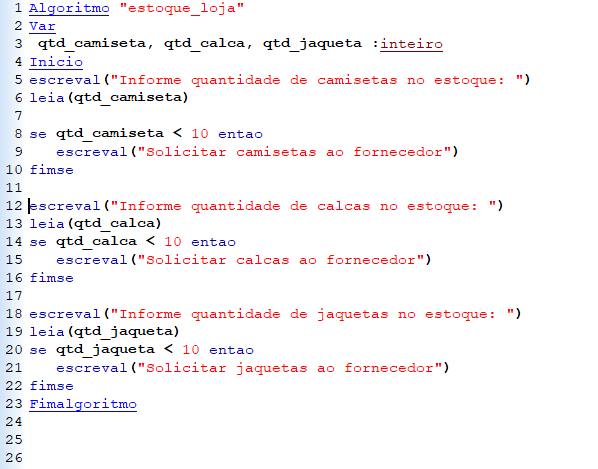 1 Algoritmo "estoque_loja"
2 Var
3 qtd_camiseta, qtd_calca, qtd_jaqueta :inteiro
4 Inicio
5 escreval("Informe quantidade de camisetas no estoque: ")
6 leia(qtd_camiseta)
7
8 se qtd_camiseta < 10 entao
9 escreval("Solicitar camisetas ao fornecedor")
10 fimse
11
12 escreval("Informe quantidade de calcas no estoque: ")
13 leia(qtd_calca)
14 se qtd_calca < 10 entao
15 escreval("Solicitar calcas ao fornecedor")
16 fimse
17
18 escreval("Informe quantidade de jaquetas no estoque: ")
19 leia(qtd_jaqueta)
20 se qtd_jaqueta < 10 entao
21 escreval("Solicitar jaquetas ao fornecedor")
22 fimse
23 Fimalgoritmo
24
25
26